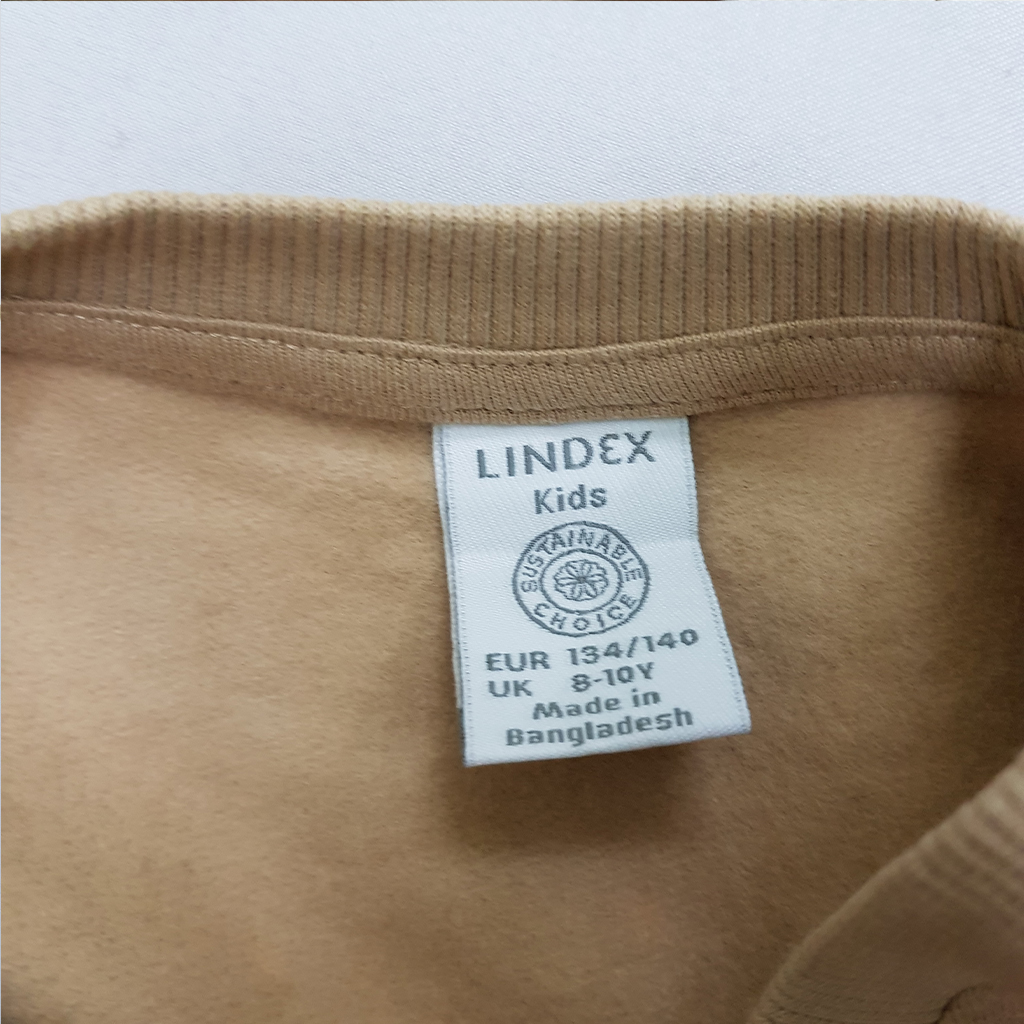 LINDEX
Kids
SUSTAINABLE
CHOICE
EUR 134/140
UK 8-10Y
Made in
Bangladesh